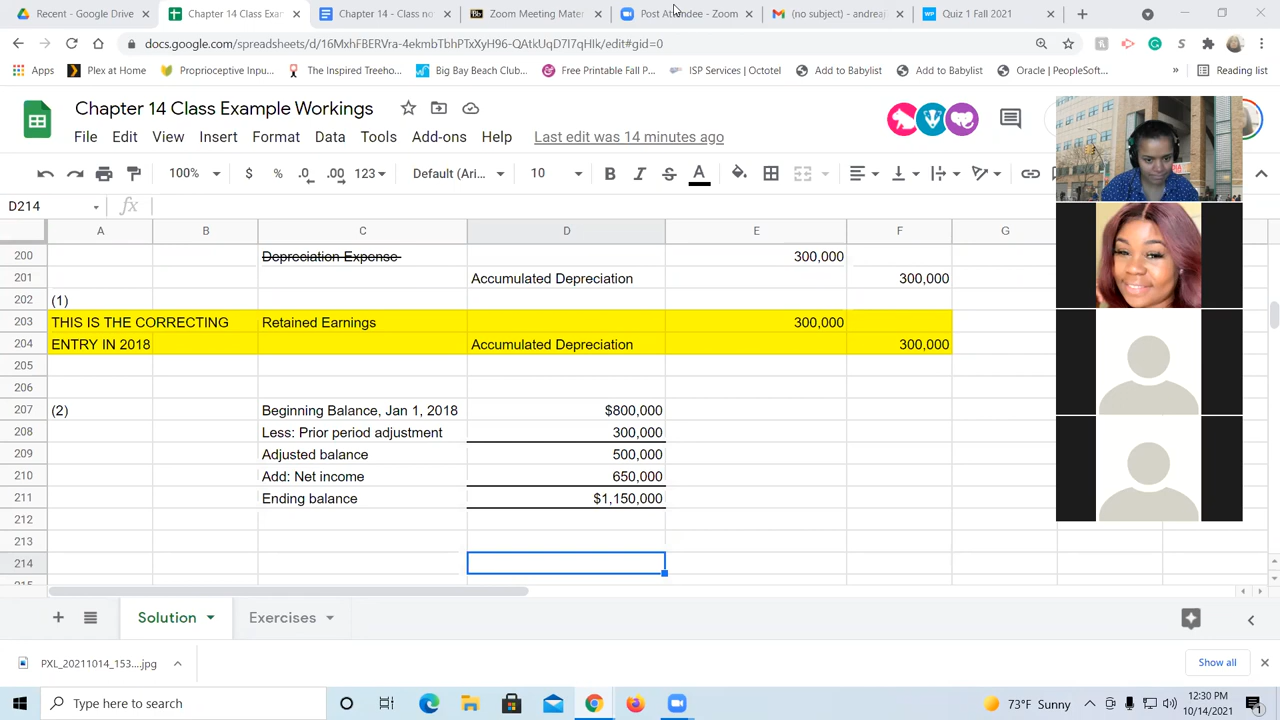 Recent - Google Drive
Chapter 14 Class Exam
Chapter 14 - Class no
Zoom Meeting Mater
Post Attendee - Zoom
(no subject) - andrea
Quiz 1 Fall 2021
docs.google.com/spreadsheets/d/16MxhFBERVra-4ekmbTbIPTxXyH96-QAtkUqD7I7qHIk/edit#gid=0
Apps
Plex at Home
Proprioceptive Inpu...
The Inspired Treeho...
Big Bay Beach Club...
Free Printable Fall P...
ISP Services | Octotel
Add to Babylist
Add to Babylist
Oracle | PeopleSoft...
»
Reading list
Chapter 14 Class Example Workings
File Edit View Insert Format Data Tools Add-ons Help Last edit was 14 minutes ago
100% $ % .0 .00 123 Default (Ari... 10 B I S A
D214 fx
A B C D E F G
200 Depreciation Expense 300,000
201 Accumulated Depreciation 300,000
202 (1)
203 THIS IS THE CORRECTING Retained Earnings 300,000
204 ENTRY IN 2018 Accumulated Depreciation 300,000
205
206
207 (2) Beginning Balance, Jan 1, 2018 $800,000
208 Less: Prior period adjustment 300,000
209 Adjusted balance 500,000
210 Add: Net income 650,000
211 Ending balance $1,150,000
212
213
214
215
Solution Exercises
PXL_20211014_153....jpg
Show all
Type here to search
73°F Sunny
12:30 PM
10/14/2021
1